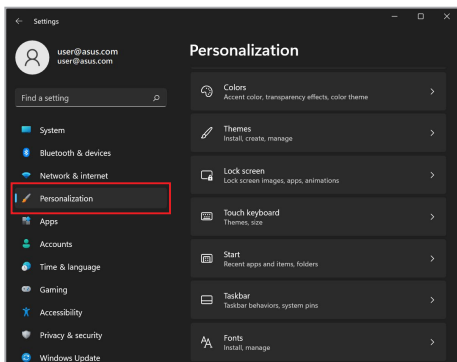 Settings
user@asus.com
user@asus.com
Find a setting
System
Bluetooth & devices
Network & internet
Personalization
Apps
Accounts
Time & language
Gaming
Accessibility
Privacy & security
Windows Update
Personalization
Colors
Accent color, transparency effects, color theme
Themes
Install, create, manage
Lock screen
Lock screen images, apps, animations
Touch keyboard
Themes, size
Start
Recent apps and items, folders
Taskbar
Taskbar behaviors, system pins
Fonts
Install, manage